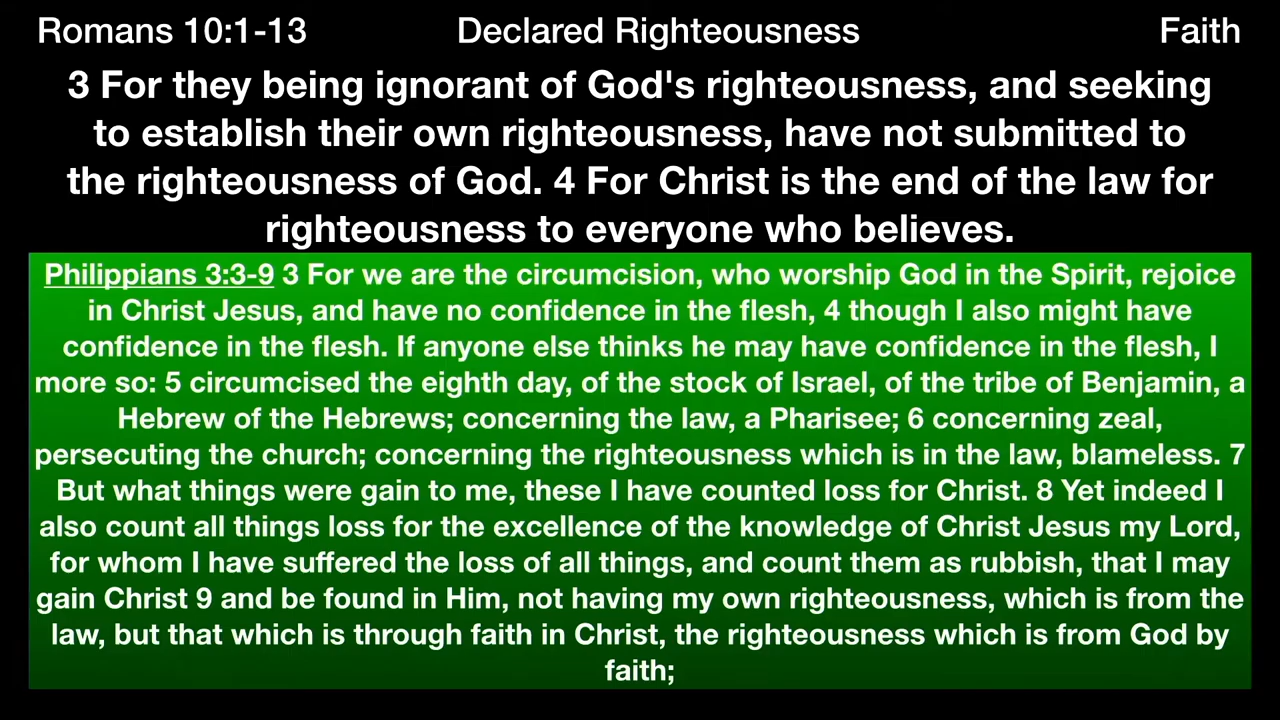 Romans 10:1-13 Declared Righteousness Faith
3 For they being ignorant of God's righteousness, and seeking
to establish their own righteousness, have not submitted to
the righteousness of God. 4 For Christ is the end of the law for
righteousness to everyone who believes.
Philippians 3:3-9 3 For we are the circumcision, who worship God in the Spirit, rejoice
in Christ Jesus, and have no confidence in the flesh, 4 though I also might have
confidence in the flesh. If anyone else thinks he may have confidence in the flesh, I
more so: 5 circumcised the eighth day, of the stock of Israel, of the tribe of Benjamin, a
Hebrew of the Hebrews; concerning the law, a Pharisee; 6 concerning zeal,
persecuting the church; concerning the righteousness which is in the law, blameless. 7
But what things were gain to me, these I have counted loss for Christ. 8 Yet indeed I
also count all things loss for the excellence of the knowledge of Christ Jesus my Lord,
for whom I have suffered the loss of all things, and count them as rubbish, that I may
gain Christ 9 and be found in Him, not having my own righteousness, which is from the
law, but that which is through faith in Christ, the righteousness which is from God by
faith;